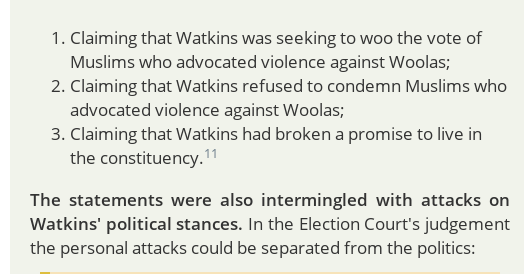 1. Claiming that Watkins was seeking to woo the vote of
Muslims who advocated violence against Woolas;
2. Claiming that Watkins refused to condemn Muslims who
advocated violence against Woolas;
3. Claiming that Watkins had broken a promise to live in
the constituency.11
The statements were also intermingled with attacks on
Watkins' political stances. In the Election Court's judgement
the personal attacks could be separated from the politics: